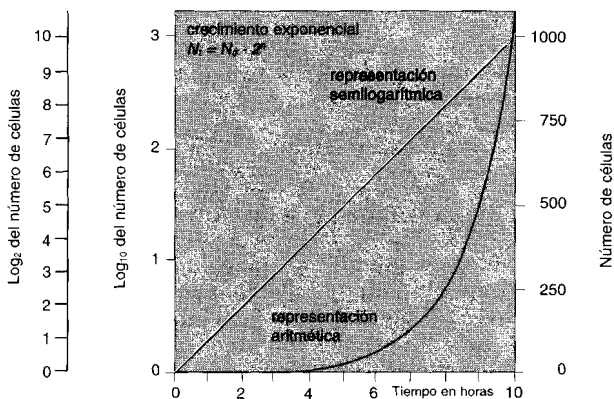 crecimiento exponencial
Nt = N0 · 2ⁿ
representación
semilogarítmica
representación
aritmética
Log2 del número de células
10
9
8
7
6
5
4
3
2
1
0
Log10 del número de células
3
2
1
0
Número de células
1000
750
500
250
0
0
2
4
6
Tiempo en horas
10